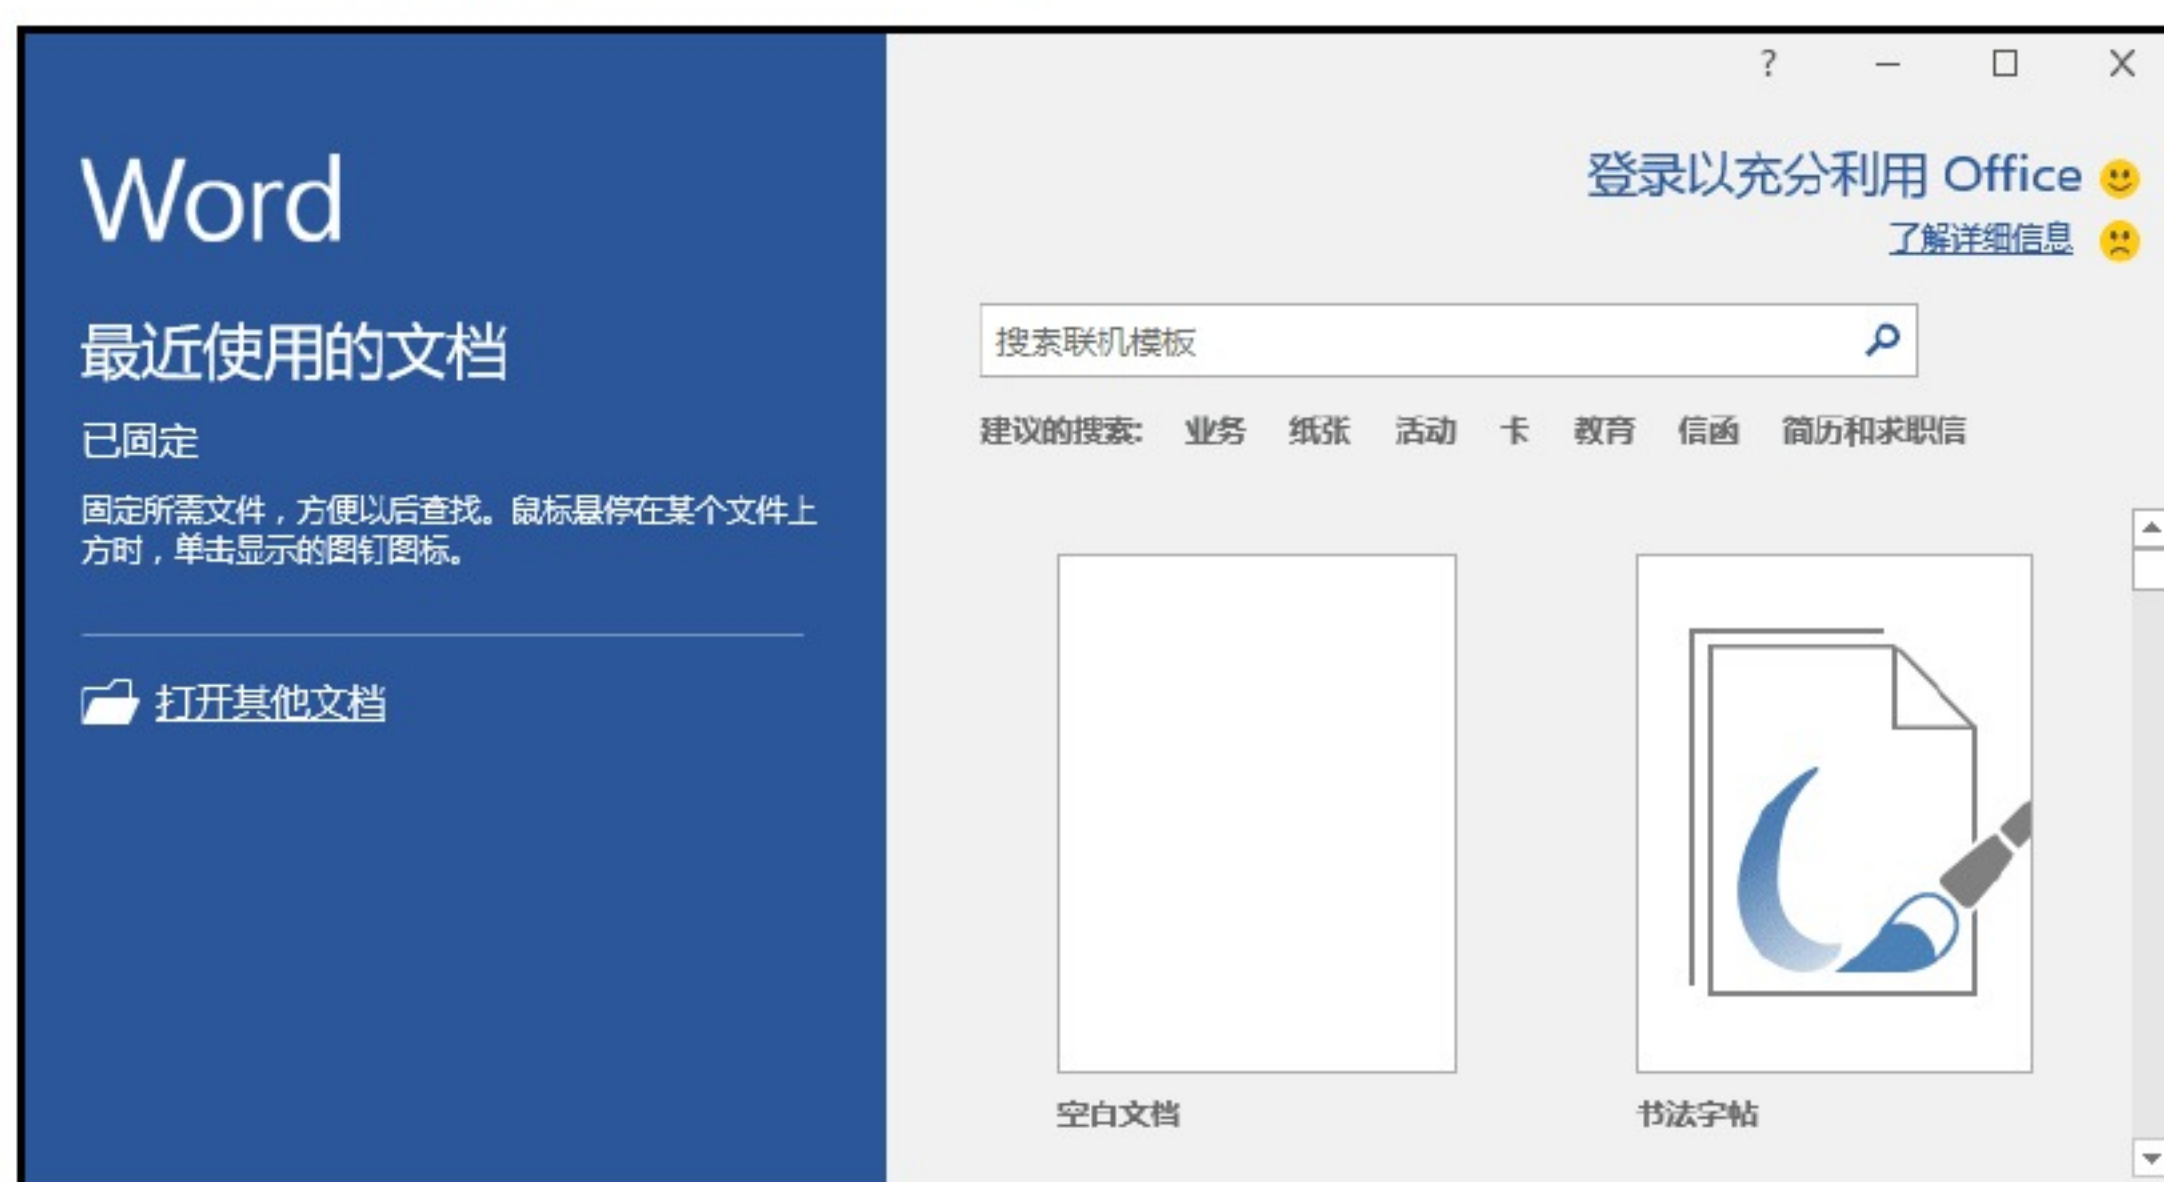 Word
最近使用的文档
已固定
固定所需文件，方便以后查找。鼠标悬停在某个文件上
方时，单击显示的图钉图标。
打开其他文档
?
登录以充分利用 Office
了解详细信息
搜索联机模板
建议的搜索: 业务 纸张 活动 卡 教育 信函 简历和求职信
空白文档 书法字帖